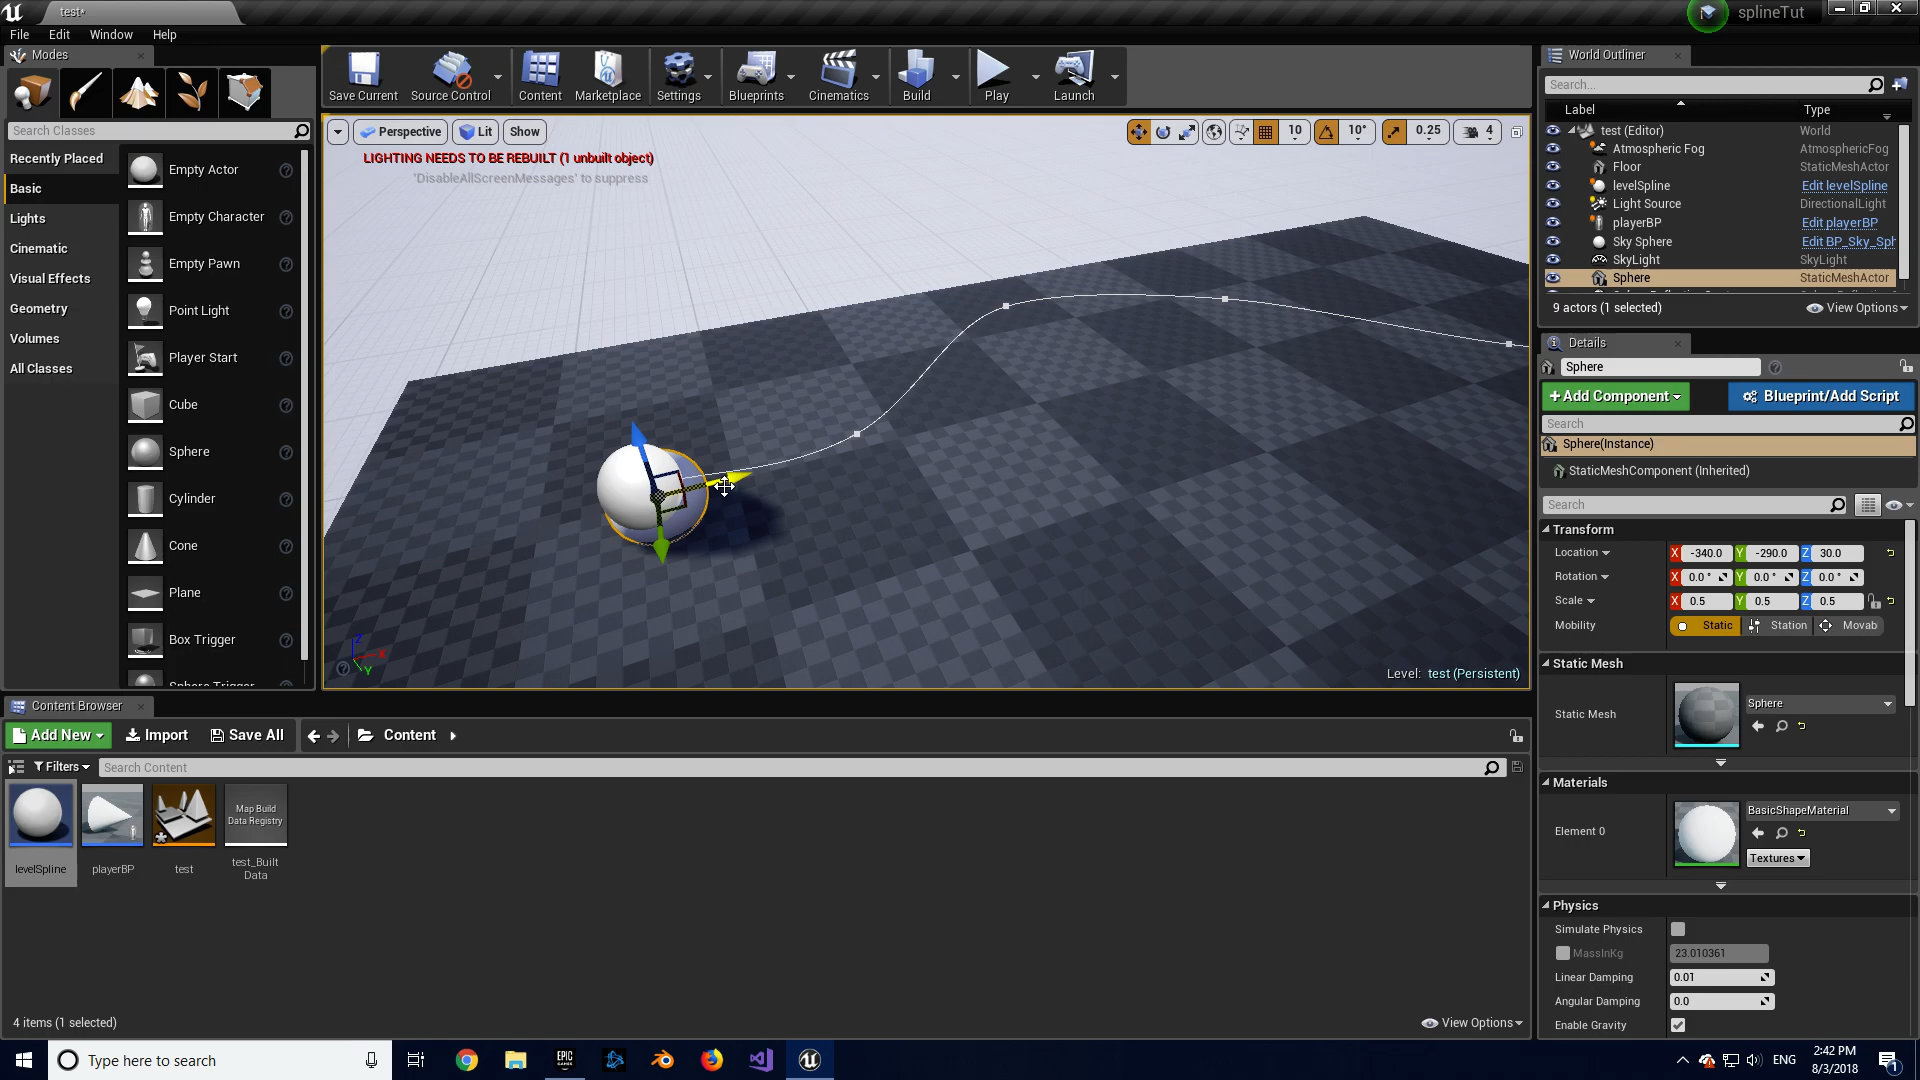 test*
splineTut
File Edit Window Help
Modes
Search Classes
Recently Placed
Basic
Lights
Cinematic
Visual Effects
Geometry
Volumes
All Classes
Empty Actor
Empty Character
Empty Pawn
Point Light
Player Start
Cube
Sphere
Cylinder
Cone
Plane
Box Trigger
Sphere Trigger
Save Current
Source Control
Content
Marketplace
Settings
Blueprints
Cinematics
Build
Play
Launch
Perspective Lit Show
10 10° 0.25 4
LIGHTING NEEDS TO BE REBUILT (1 unbuilt object)
'DisableAllScreenMessages' to suppress
Z
X
Y
Level: test (Persistent)
World Outliner
Search...
Label Type
test (Editor) World
Atmospheric Fog AtmosphericFog
Floor StaticMeshActor
levelSpline Edit levelSpline
Light Source DirectionalLight
playerBP Edit playerBP
Sky Sphere Edit BP_Sky_Sph
SkyLight SkyLight
Sphere StaticMeshActor
9 actors (1 selected) View Options
Details
Sphere
+Add Component Blueprint/Add Script
Search
Sphere(Instance)
StaticMeshComponent (Inherited)
Search
Transform
Location X -340.0 Y -290.0 Z 30.0
Rotation X 0.0 ° Y 0.0 ° Z 0.0 °
Scale X 0.5 Y 0.5 Z 0.5
Mobility Static Station Movab
Static Mesh
Static Mesh Sphere
Materials
Element 0 BasicShapeMaterial
Textures
Physics
Simulate Physics
MassInKg 23.010361
Linear Damping 0.01
Angular Damping 0.0
Enable Gravity
Content Browser
Add New Import Save All Content
Filters Search Content
Map Build
Data Registry
levelSpline
playerBP
test
test_Built
Data
4 items (1 selected) View Options
Type here to search
EPIC
GAMES
ENG
2:42 PM
8/3/2018
1